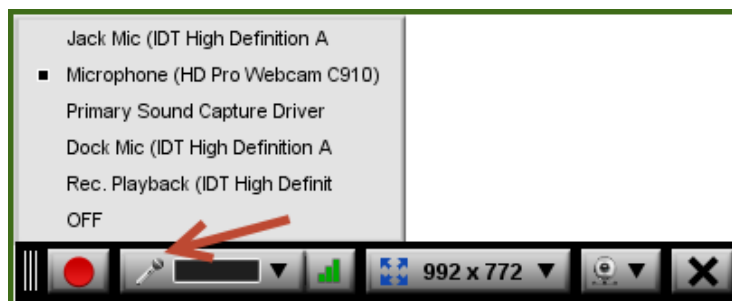 Jack Mic (IDT High Definition A
Microphone (HD Pro Webcam C910)
Primary Sound Capture Driver
Dock Mic (IDT High Definition A
Rec. Playback (IDT High Definit
OFF
992 x 772